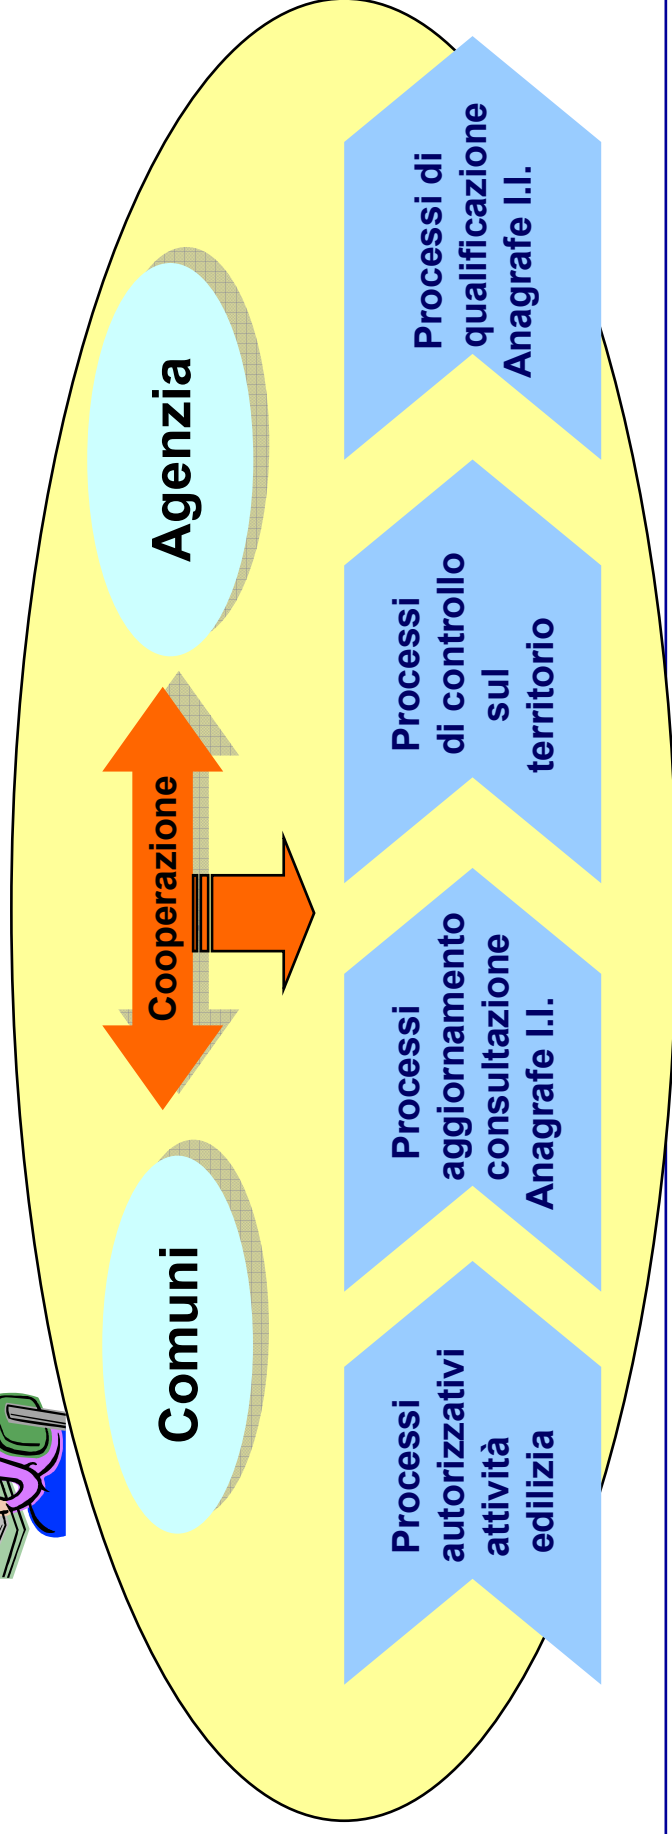 Comuni
Cooperazione
Agenzia
Processi
autorizzativi
attività
edilizia
Processi
aggiornamento
consultazione
Anagrafe I.I.
Processi
di controllo
sul
territorio
Processi di
qualificazione
Anagrafe I.I.